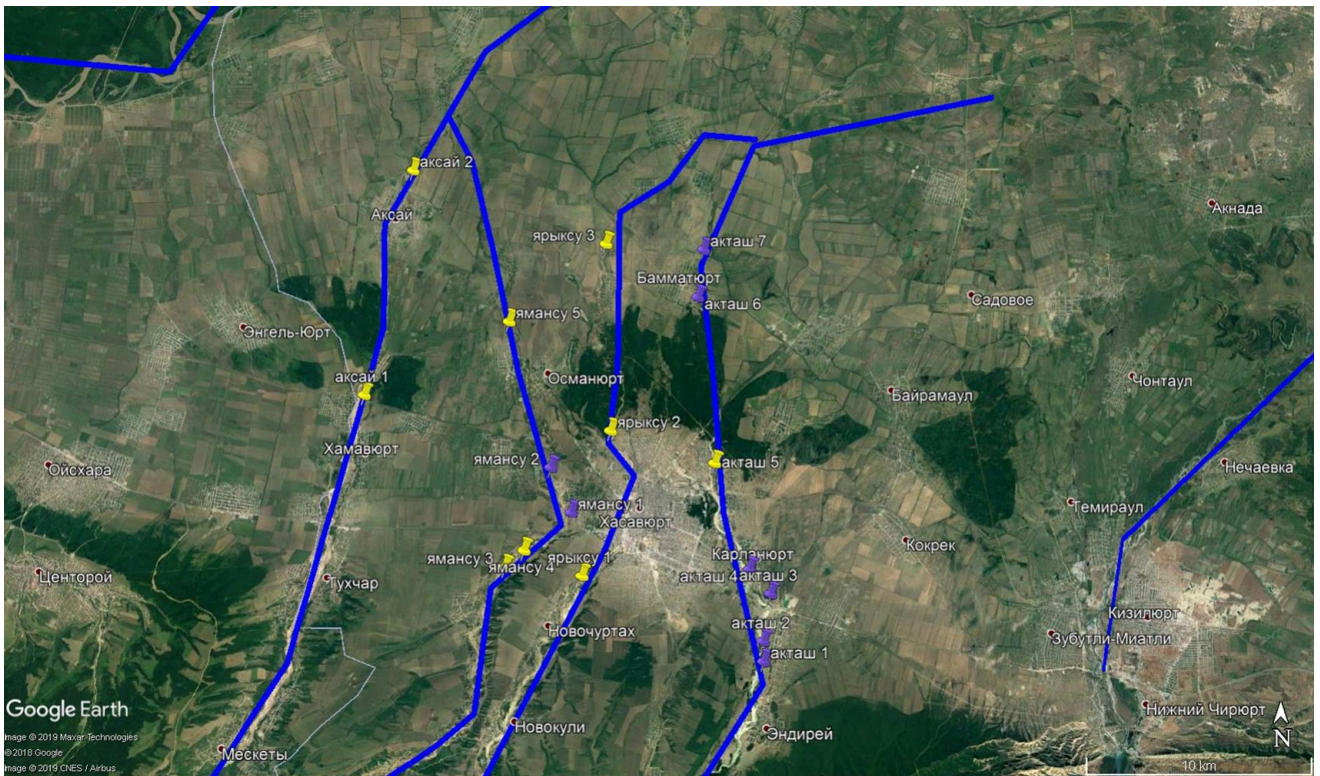 аксай 2
Аксай
Акнада
ярыксу 3
акташ 7
Бамматюрт
акташ 6
Садовое
ямансу 5
Энгель-Юрт
аксай 1
Османюрт
Чонтаул
Байрамаул
ярыксу 2
Хамавюрт
ямансу 2
акташ 5
Ойсхара
Нечаевка
ямансу 1
Темираул
Хасавюрт
Кокрек
ямансу 3
ярыксу 1
Карланюрт
ямансу 4
акташ 4
акташ 3
Центорой
Тухчар
Кизилюрт
акташ 2
Новочуртах
Зубутли-Миатли
акташ 1
Google Earth
Нижний Чирюрт
Новокули
Эндирей
Image © 2019 Maxar Technologies
© 2018 Google
Мескеты
Image © 2019 CNES / Airbus
N
10 km